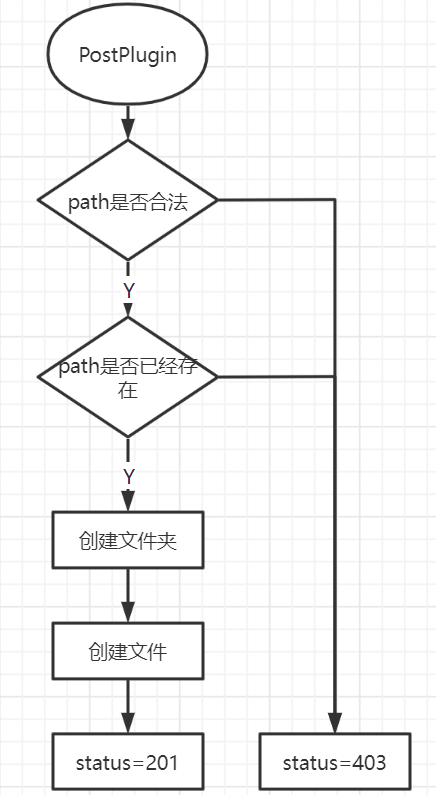 PostPlugin
path是否合法
Y
path是否已经存
在
Y
创建文件夹
创建文件
status=201
status=403